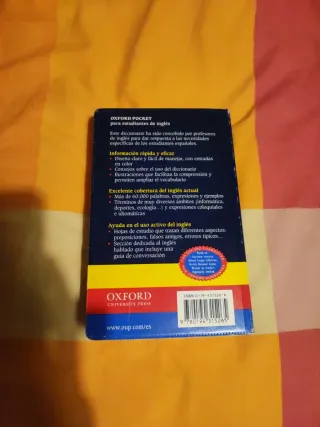 OXFORD POCKET
para estudiantes de inglés
Este diccionario ha sido concebido por profesores
de inglés para dar respuesta a las necesidades
específicas de los estudiantes españoles.
Información rápida y eficaz
• Diseño claro y fácil de manejar, con entradas
en color
• Consejos sobre el uso del diccionario
• Ilustraciones que facilitan la comprensión y
permiten ampliar el vocabulario
Excelente cobertura del inglés actual
• Más de 60.000 palabras, expresiones y ejemplos
• Términos de muy diversos ámbitos (informática,
deportes, ecología...) y expresiones coloquiales
e idiomáticas
Ayuda en el uso activo del inglés
• Hojas de estudio que tratan diferentes aspectos:
preposiciones, falsos amigos, errores típicos...
• Sección dedicada al inglés
hablado que incluye una
guía de conversación
OXFORD
UNIVERSITY PRESS
www.oup.com/es